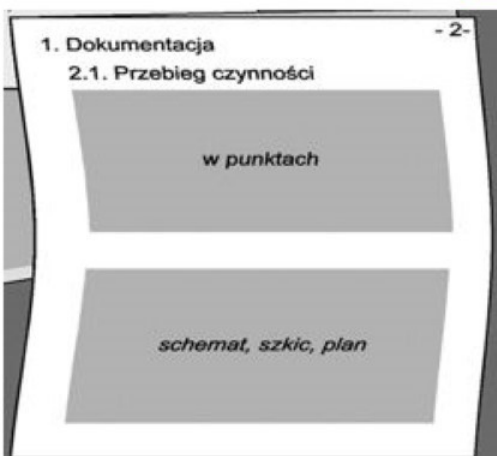 - 2-
1. Dokumentacja
2.1. Przebieg czynności
w punktach
schemat, szkic, plan